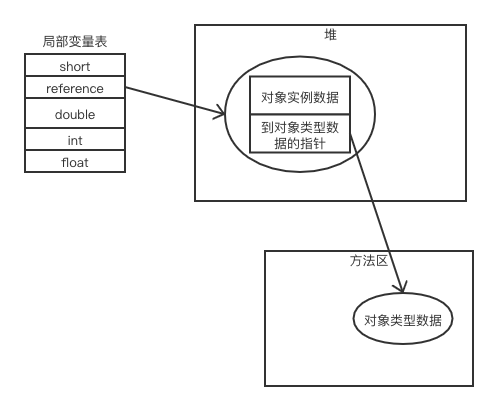 局部变量表
short
reference
double
int
float
堆
对象实例数据
到对象类型数
据的指针
方法区
对象类型数据